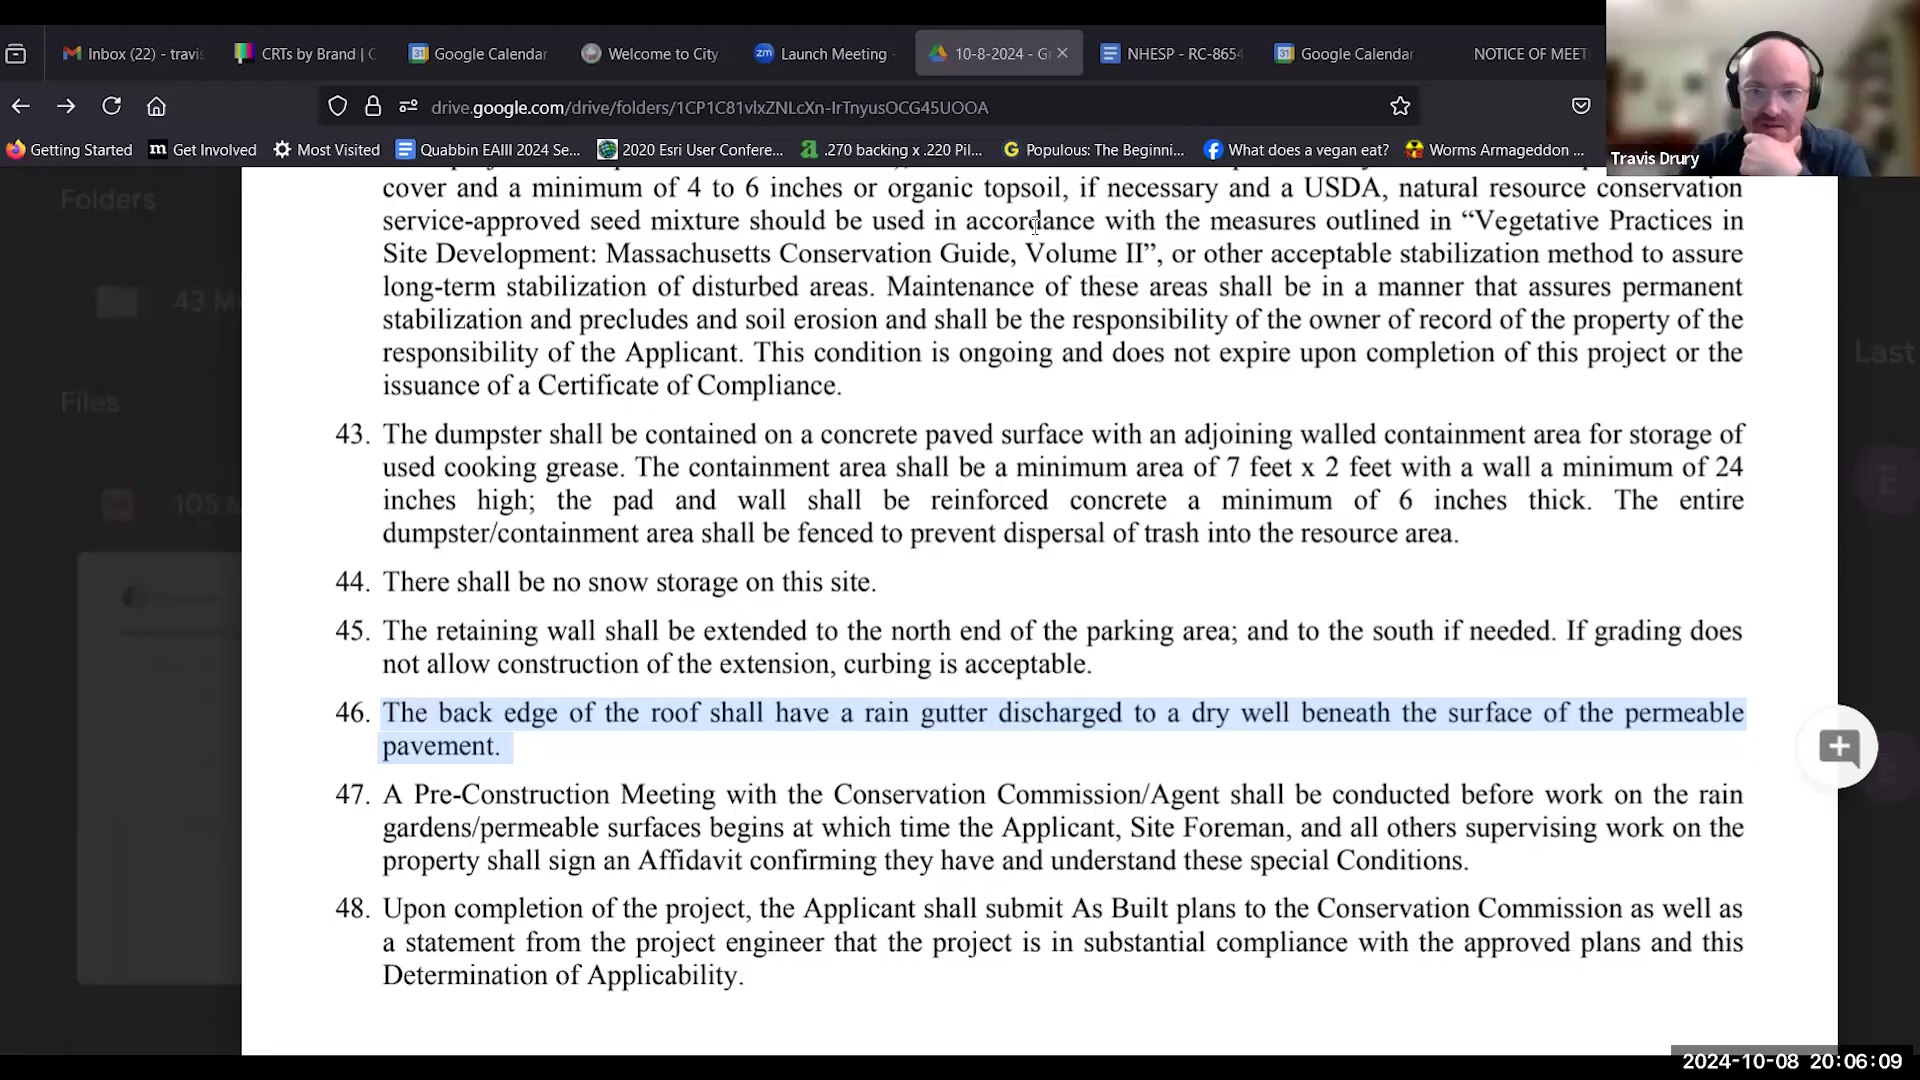 Inbox (22) - travis
CRTs by Brand | C
Google Calendar
Welcome to City
Launch Meeting -
10-8-2024 - Gr
NHESP - RC-8654
Google Calendar
NOTICE OF MEET
drive.google.com/drive/folders/1CP1C81vlxZNLcXn-IrTnyusOCG45UOOA
Getting Started
Get Involved
Most Visited
Quabbin EAIII 2024 Se...
2020 Esri User Confere...
.270 backing x .220 Pil...
Populous: The Beginni...
What does a vegan eat?
Worms Armageddon ...
Travis Drury
Folders
43 M
Files
105 M
Last
cover and a minimum of 4 to 6 inches or organic topsoil, if necessary and a USDA, natural resource conservation
service-approved seed mixture should be used in accordance with the measures outlined in “Vegetative Practices in
Site Development: Massachusetts Conservation Guide, Volume II”, or other acceptable stabilization method to assure
long-term stabilization of disturbed areas. Maintenance of these areas shall be in a manner that assures permanent
stabilization and precludes and soil erosion and shall be the responsibility of the owner of record of the property of the
responsibility of the Applicant. This condition is ongoing and does not expire upon completion of this project or the
issuance of a Certificate of Compliance.
43. The dumpster shall be contained on a concrete paved surface with an adjoining walled containment area for storage of
used cooking grease. The containment area shall be a minimum area of 7 feet x 2 feet with a wall a minimum of 24
inches high; the pad and wall shall be reinforced concrete a minimum of 6 inches thick. The entire
dumpster/containment area shall be fenced to prevent dispersal of trash into the resource area.
44. There shall be no snow storage on this site.
45. The retaining wall shall be extended to the north end of the parking area; and to the south if needed. If grading does
not allow construction of the extension, curbing is acceptable.
46. The back edge of the roof shall have a rain gutter discharged to a dry well beneath the surface of the permeable
pavement.
47. A Pre-Construction Meeting with the Conservation Commission/Agent shall be conducted before work on the rain
gardens/permeable surfaces begins at which time the Applicant, Site Foreman, and all others supervising work on the
property shall sign an Affidavit confirming they have and understand these special Conditions.
48. Upon completion of the project, the Applicant shall submit As Built plans to the Conservation Commission as well as
a statement from the project engineer that the project is in substantial compliance with the approved plans and this
Determination of Applicability.
2024-10-08 20:06:09